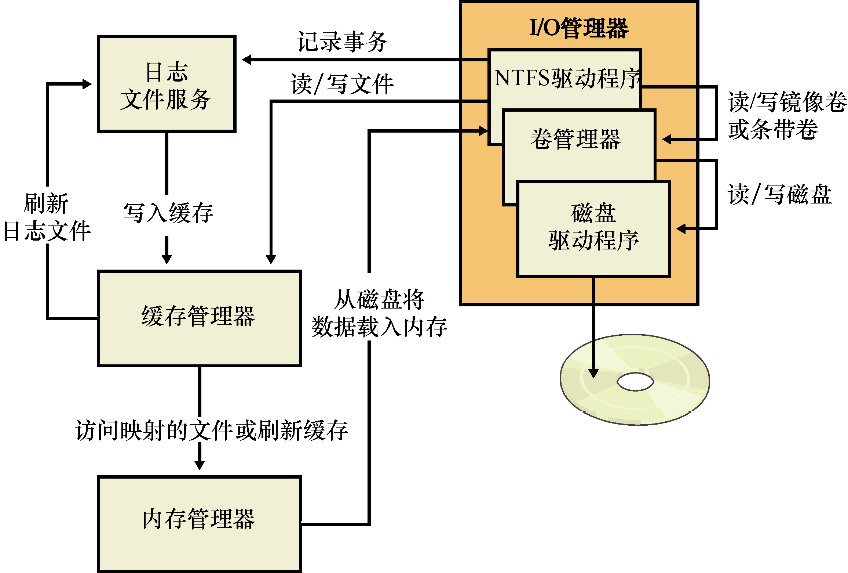 I/O管理器
记录事务
日志
文件服务
NTFS驱动程序
读/写文件
读/写镜像卷
或条带卷
卷管理器
刷新
日志文件
写入缓存
读/写磁盘
磁盘
驱动程序
缓存管理器
从磁盘将
数据载入内存
访问映射的文件或刷新缓存
内存管理器